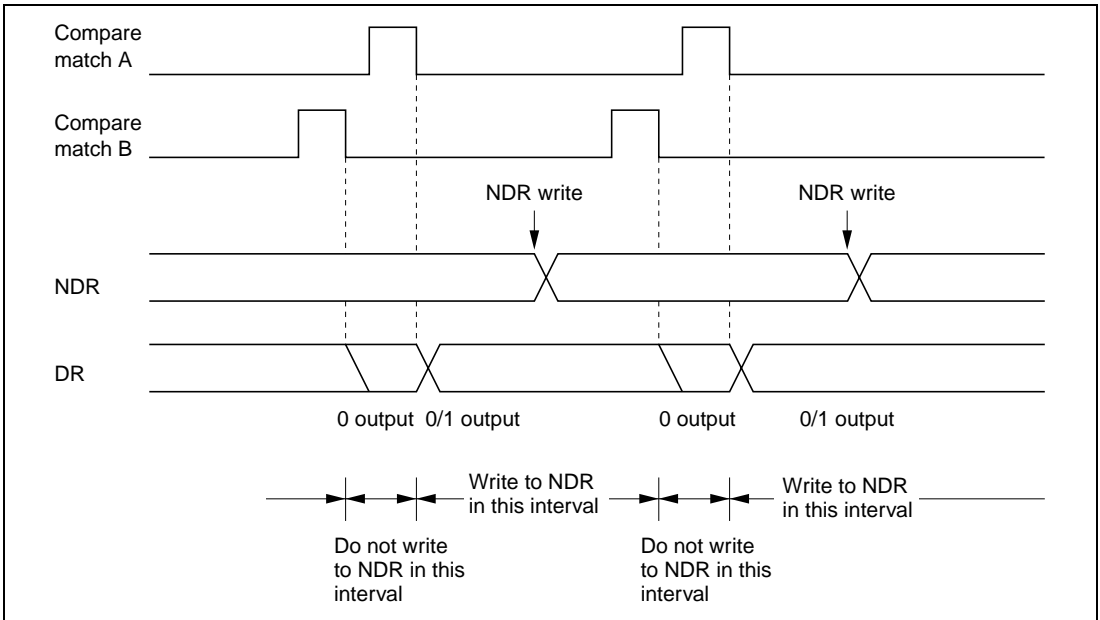 Compare
match A
Compare
match B
NDR write
NDR write
NDR
DR
0 output 0/1 output
0 output
0/1 output
Write to NDR
in this interval
Write to NDR
in this interval
Do not write
to NDR in this
interval
Do not write
to NDR in this
interval